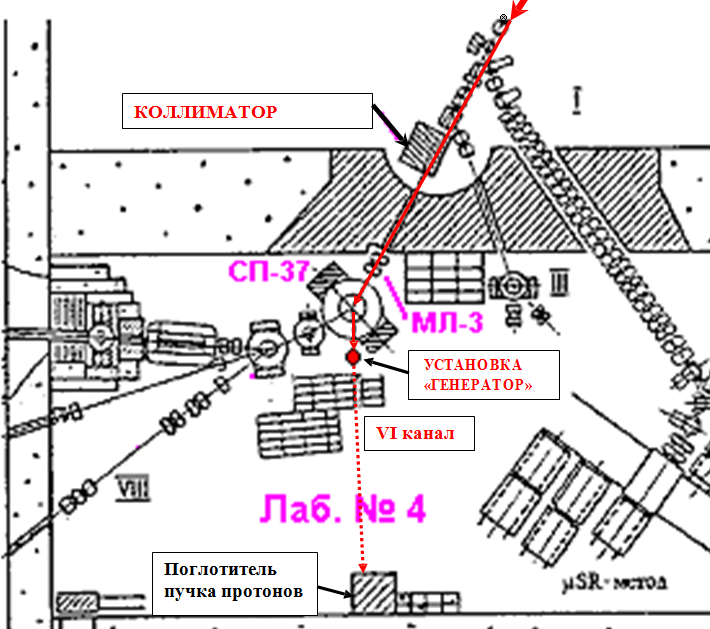 I
КОЛЛИМАТОР
СП-37
III
МЛ-3
УСТАНОВКА
«ГЕНЕРАТОР»
VI канал
VIII
Лаб. № 4
Поглотитель
пучка протонов
μSR-метод